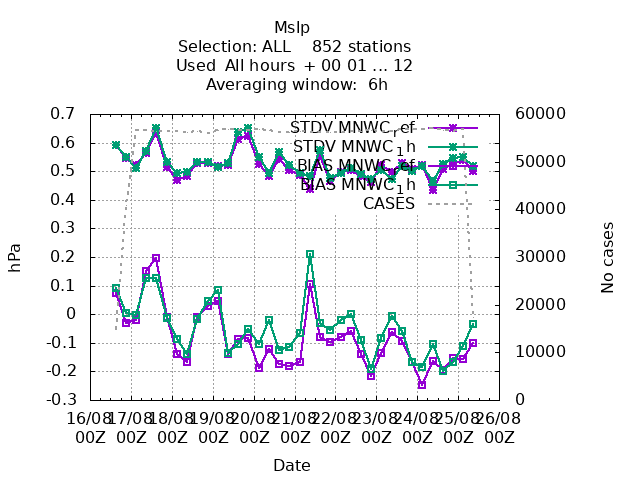 Mslp
Selection: ALL    852 stations
Used  All hours  + 00 01 ... 12
Averaging window:  6h
0.7
0.6
0.5
0.4
0.3
0.2
0.1
0
-0.1
-0.2
-0.3
60000
50000
40000
30000
20000
10000
0
STDV MNWC_ref
STDV MNWC_1h
BIAS MNWC_ref
BIAS MNWC_1h
CASES
hPa
No cases
16/08 17/08 18/08 19/08 20/08 21/08 22/08 23/08 24/08 25/08 26/08
00Z 00Z 00Z 00Z 00Z 00Z 00Z 00Z 00Z 00Z 00Z
Date